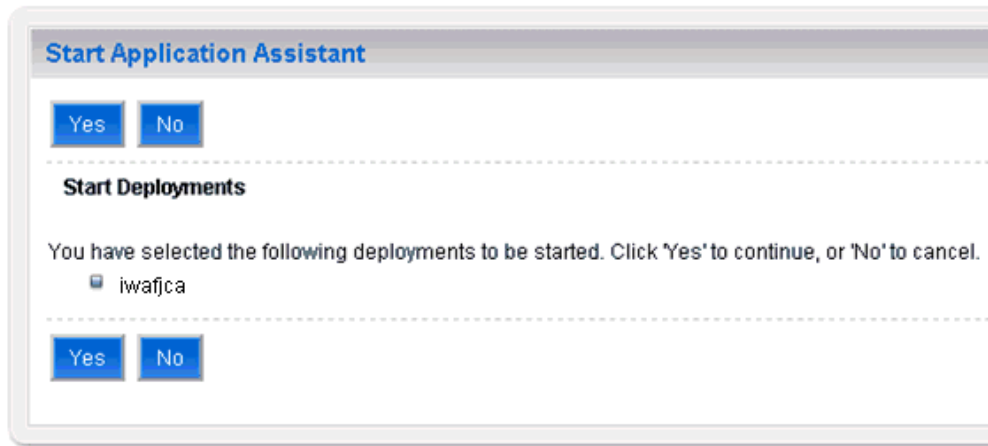 Start Application Assistant
Yes No
Start Deployments
You have selected the following deployments to be started. Click 'Yes' to continue, or 'No' to cancel.
iwafjca
Yes No